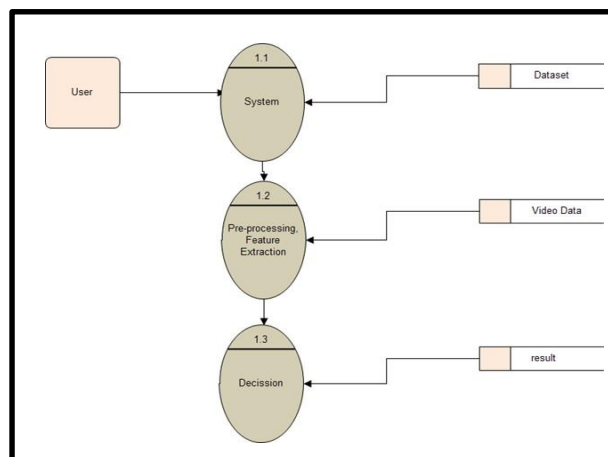 1.1
User
System
Dataset
1.2
Pre-processing,
Feature
Extraction
Video Data
1.3
Decission
result